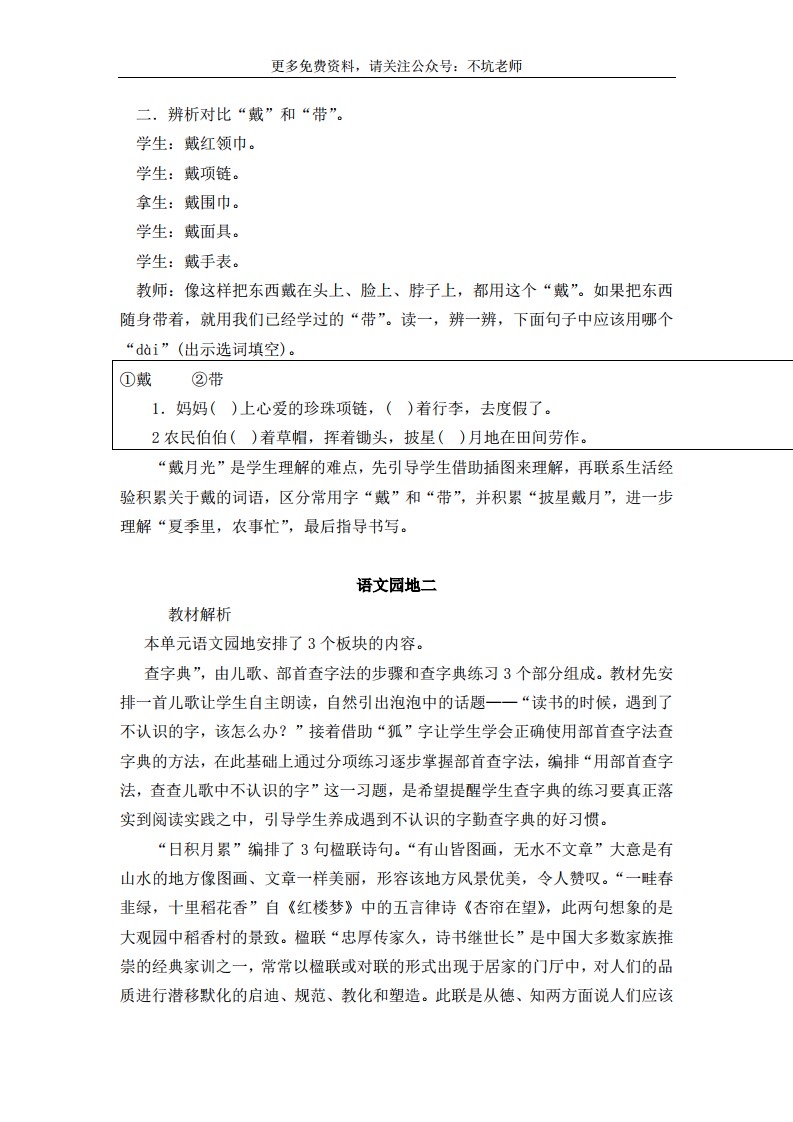 更多免费资料，请关注公众号：不坑老师
二．辨析对比“戴”和“带”。
学生：戴红领巾。
学生：戴项链。
拿生：戴围巾。
学生：戴面具。
学生：戴手表。
教师：像这样把东西戴在头上、脸上、脖子上，都用这个“戴”。如果把东西
随身带着，就用我们已经学过的“带”。读一，辨一辨，下面句子中应该用哪个
“dài”(出示选词填空)。
①戴 ②带
1．妈妈( )上心爱的珍珠项链，( )着行李，去度假了。
2农民伯伯( )着草帽，挥着锄头，披星( )月地在田间劳作。
“戴月光”是学生理解的难点，先引导学生借助插图来理解，再联系生活经
验积累关于戴的词语，区分常用字“戴”和“带”，并积累“披星戴月”，进一步
理解“夏季里，农事忙”，最后指导书写。
语文园地二
教材解析
本单元语文园地安排了 3 个板块的内容。
查字典”，由儿歌、部首查字法的步骤和查字典练习 3 个部分组成。教材先安
排一首儿歌让学生自主朗读，自然引出泡泡中的话题——“读书的时候，遇到了
不认识的字，该怎么办？”接着借助“狐”字让学生学会正确使用部首查字法查
字典的方法，在此基础上通过分项练习逐步掌握部首查字法，编排“用部首查字
法，查查儿歌中不认识的字”这一习题，是希望提醒学生查字典的练习要真正落
实到阅读实践之中，引导学生养成遇到不认识的字勤查字典的好习惯。
“日积月累”编排了 3 句楹联诗句。“有山皆图画，无水不文章”大意是有
山水的地方像图画、文章一样美丽，形容该地方风景优美，令人赞叹。“一畦春
韭绿，十里稻花香”自《红楼梦》中的五言律诗《杏帘在望》，此两句想象的是
大观园中稻香村的景致。楹联“忠厚传家久，诗书继世长”是中国大多数家族推
崇的经典家训之一，常常以楹联或对联的形式出现于居家的门厅中，对人们的品
质进行潜移默化的启迪、规范、教化和塑造。此联是从德、知两方面说人们应该